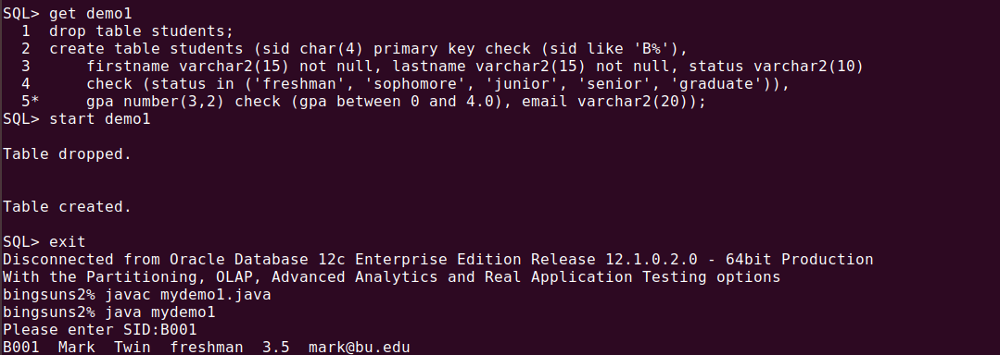 SQL> get demo1
  1  drop table students;
  2  create table students (sid char(4) primary key check (sid like 'B%'),
  3      firstname varchar2(15) not null, lastname varchar2(15) not null, status varchar2(10)
  4      check (status in ('freshman', 'sophomore', 'junior', 'senior', 'graduate')),
  5*     gpa number(3,2) check (gpa between 0 and 4.0), email varchar2(20));
SQL> start demo1
Table dropped.
Table created.
SQL> exit
Disconnected from Oracle Database 12c Enterprise Edition Release 12.1.0.2.0 - 64bit Production
With the Partitioning, OLAP, Advanced Analytics and Real Application Testing options
bingsuns2% javac mydemo1.java
bingsuns2% java mydemo1
Please enter SID:B001
B001  Mark  Twin  freshman  3.5  mark@bu.edu